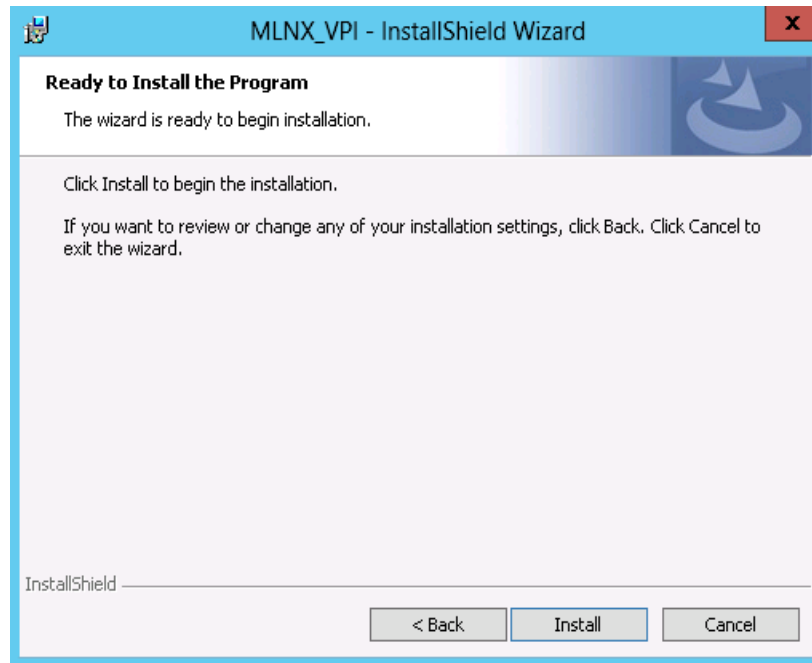 MLNX_VPI - InstallShield Wizard
x
Ready to Install the Program
The wizard is ready to begin installation.
Click Install to begin the installation.
If you want to review or change any of your installation settings, click Back. Click Cancel to
exit the wizard.
InstallShield
< Back Install Cancel